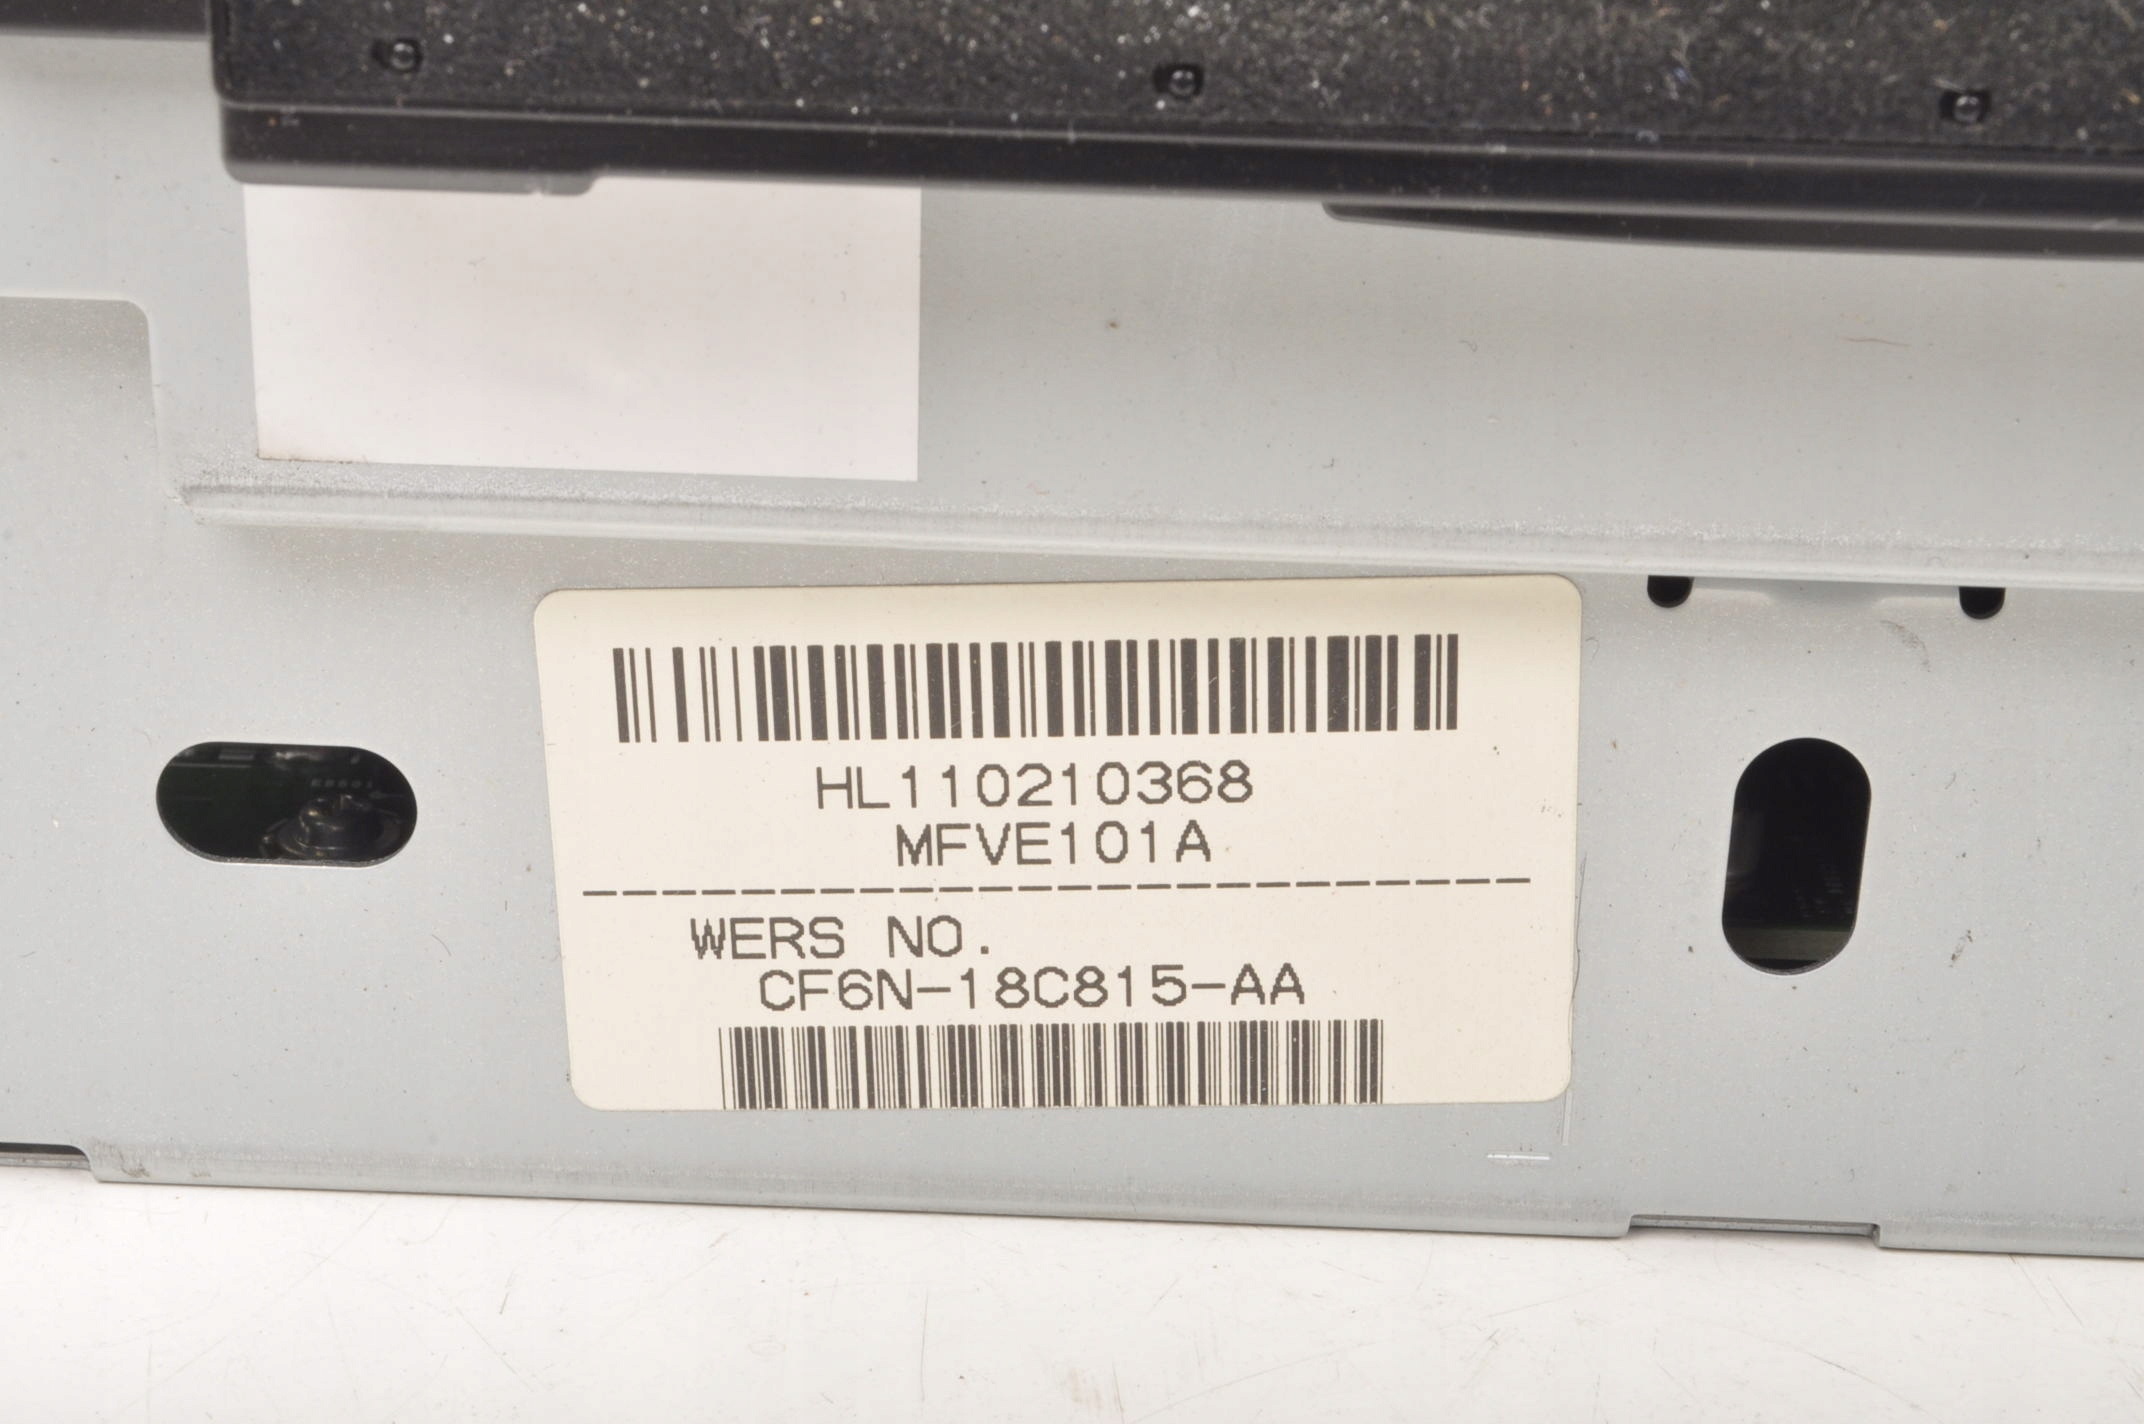 HL110210368
MFVE101A
WERS NO.
CF6N-18C815-AA